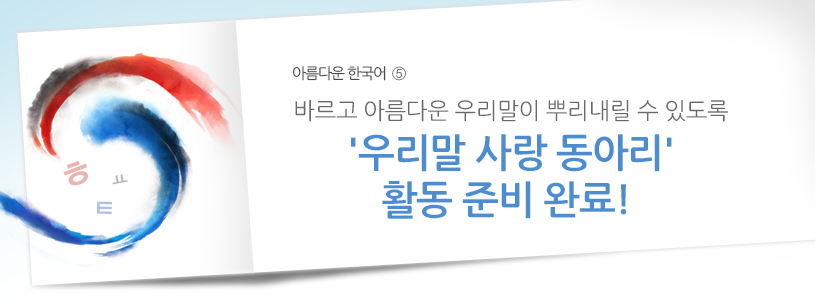 아름다운 한국어 ⑤
바르고 아름다운 우리말이 뿌리내릴 수 있도록
'우리말 사랑 동아리'
활동 준비 완료!
ㅎ ㅛ
ㅌ